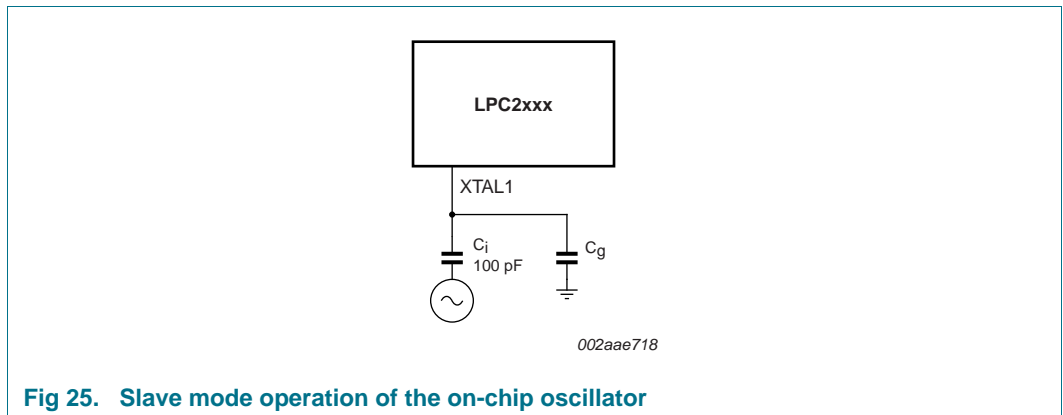 LPC2xxx
XTAL1
Ci
100 pF
Cg
002aae718
Fig 25. Slave mode operation of the on-chip oscillator